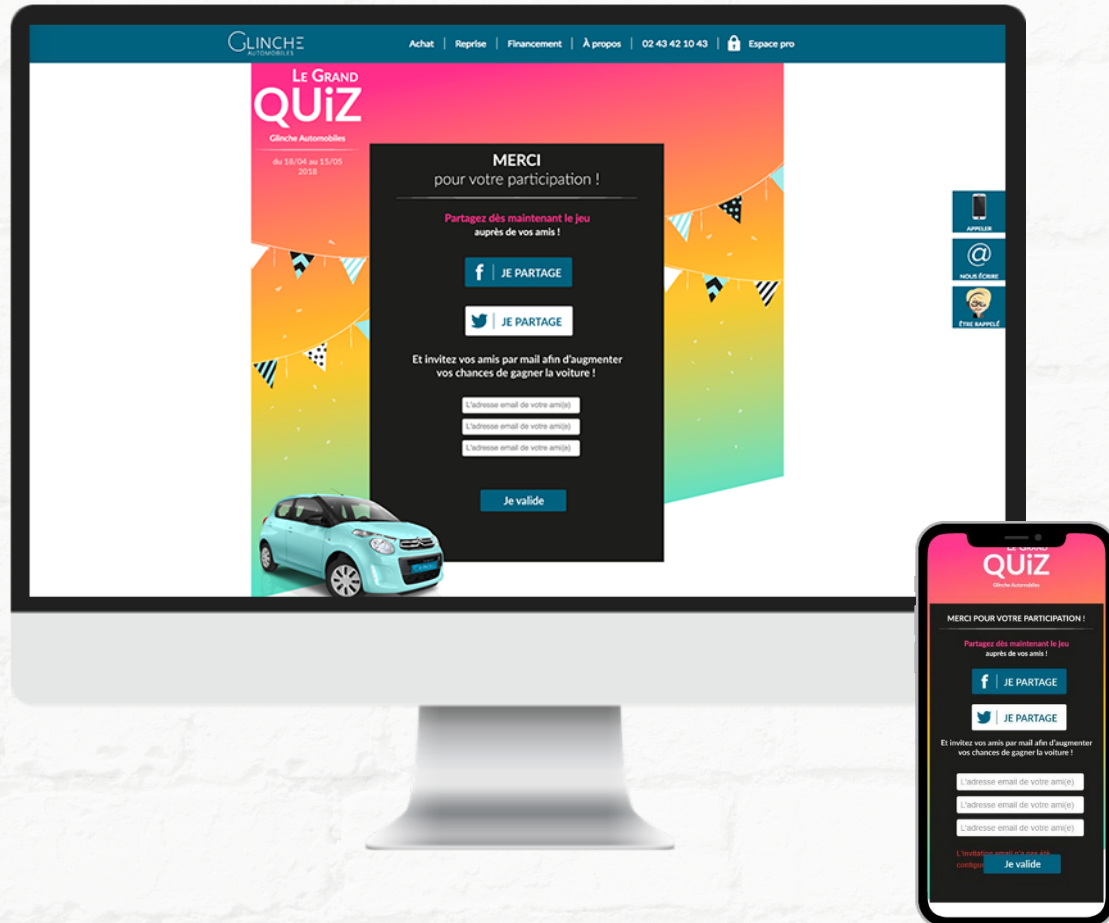 GLINCHE
AUTOMOBILES
Achat | Reprise | Financement | À propos | 02 43 42 10 43 | Espace pro
LE GRAND
QUiZ
Glinche Automobiles
du 18/04 au 15/05
2018
MERCI
pour votre participation !
Partagez dès maintenant le jeu
auprès de vos amis !
f | JE PARTAGE
JE PARTAGE
Et invitez vos amis par mail afin d'augmenter
vos chances de gagner la voiture !
L'adresse email de votre ami(e)
L'adresse email de votre ami(e)
L'adresse email de votre ami(e)
Je valide
APPELER
@
NOUS ÉCRIRE
ÊTRE RAPPELÉ
LE GRAND
QUiZ
Glinche Automobiles
MERCI POUR VOTRE PARTICIPATION !
Partagez dès maintenant le jeu
auprès de vos amis !
f | JE PARTAGE
JE PARTAGE
Et invitez vos amis par mail afin d'augmenter
vos chances de gagner la voiture !
L'adresse email de votre ami(e)
L'adresse email de votre ami(e)
L'adresse email de votre ami(e)
L'invitation email n'a pas été
Je valide